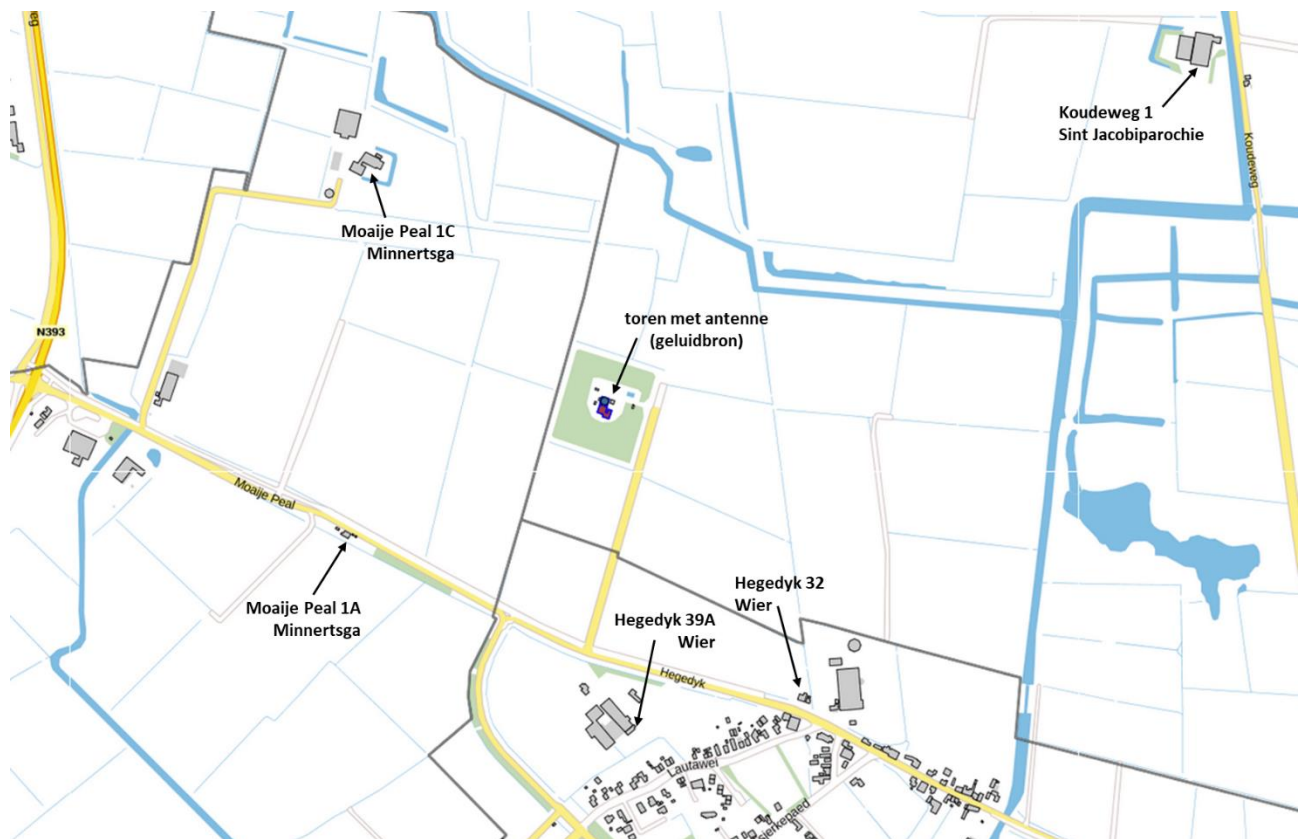 Koudeweg 1
Sint Jacobiparochie
Koudeweg
Moaije Peal 1C
Minnertsga
toren met antenne
(geluidbron)
N393
Moaije Peal
Moaije Peal 1A
Minnertsga
Hegedyk 32
Wier
Hegedyk 39A
Wier
Hegedyk
Lautawei
sierkepaed